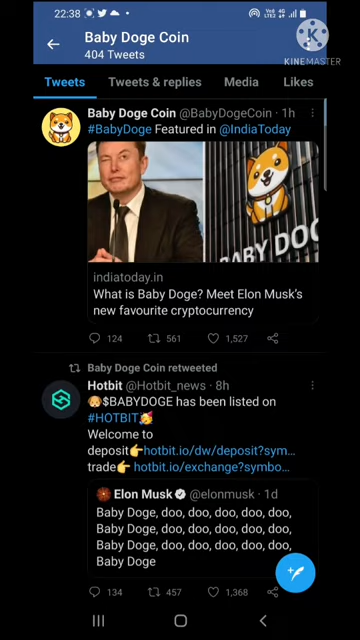 22:38
Vo)) 4G
LTE2
Baby Doge Coin
404 Tweets
KINEMASTER
Tweets Tweets & replies Media Likes
Baby Doge Coin @BabyDogeCoin · 1h
#BabyDoge Featured in @IndiaToday
BABY DO
indiatoday.in
What is Baby Doge? Meet Elon Musk's
new favourite cryptocurrency
124 561 1,527
Baby Doge Coin retweeted
Hotbit @Hotbit_news · 8h
🐶$BABYDOGE has been listed on
#HOTBIT🥳
Welcome to
deposit👉hotbit.io/dw/deposit?sym...
trade👉 hotbit.io/exchange?symbo...
Elon Musk @elonmusk · 1d
Baby Doge, doo, doo, doo, doo, doo,
Baby Doge, doo, doo, doo, doo, doo,
Baby Doge, doo, doo, doo, doo, doo,
Baby Doge
134 457 1,368